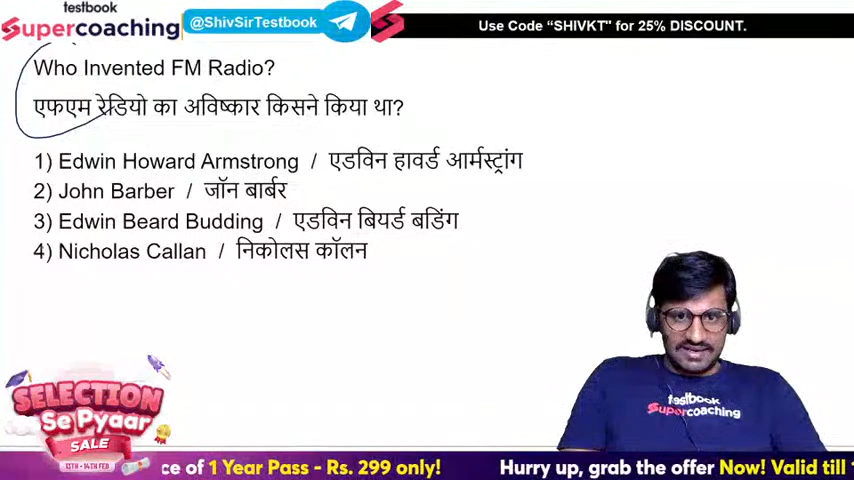 testbook
Supercoaching
@ShivSirTestbook
Use Code “SHIVKT" for 25% DISCOUNT.
Who Invented FM Radio?
एफएम रेडियो का अविष्कार किसने किया था?
1) Edwin Howard Armstrong / एडविन हावर्ड आर्मस्ट्रांग
2) John Barber / जॉन बार्बर
3) Edwin Beard Budding / एडविन बियर्ड बडिंग
4) Nicholas Callan / निकोलस कॉलन
testbook
Supercoaching
SELECTION
Se Pyaar
SALE
13TH - 14TH FEB
ce of 1 Year Pass - Rs. 299 only! Hurry up, grab the offer Now! Valid till